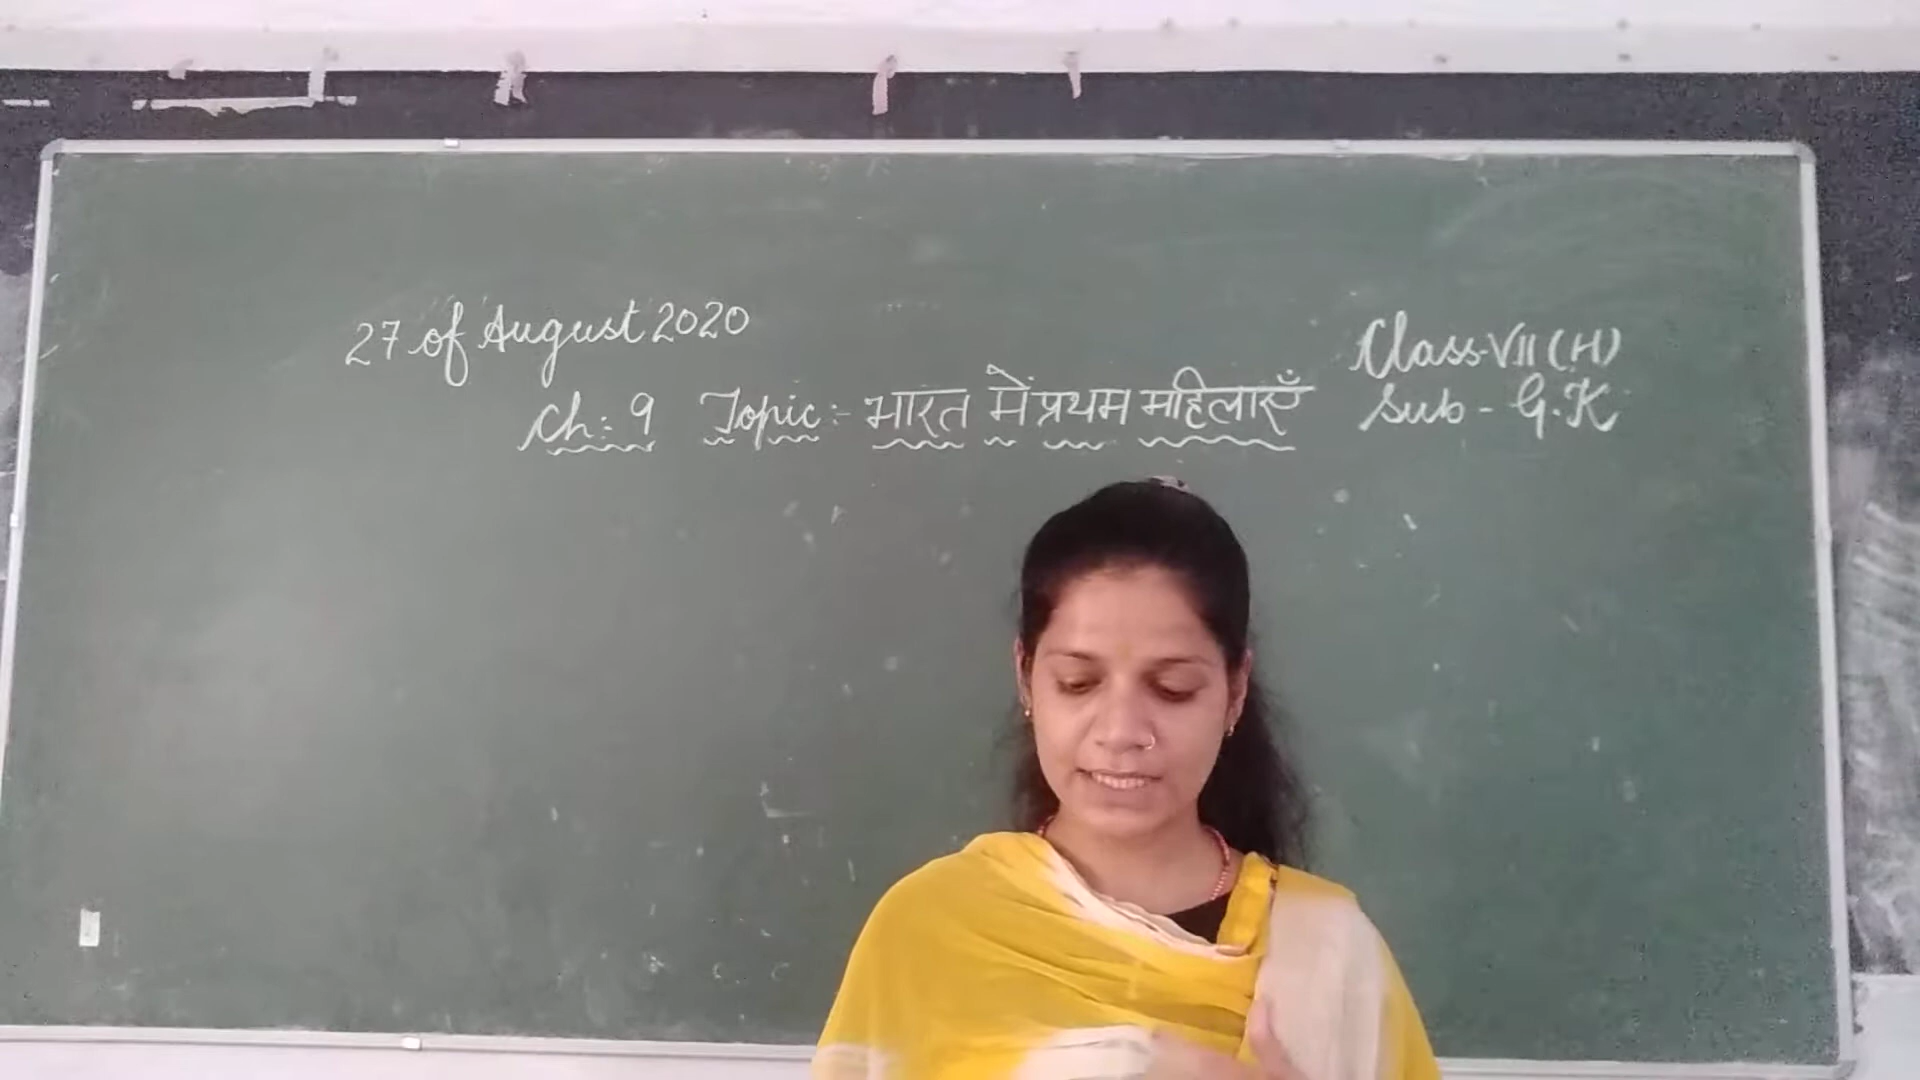 27 of August 2020
Class-VII (H)
Ch:- 9 Topic:- भारत में प्रथम महिलाएँ
Sub - G.K